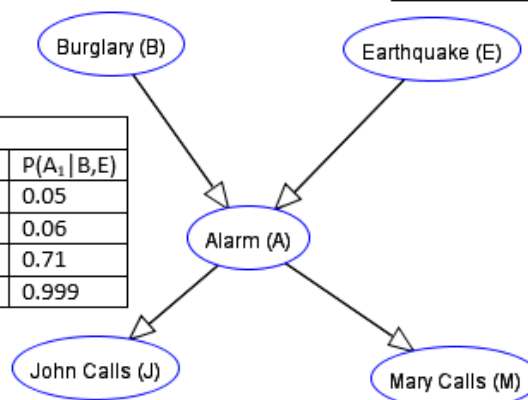 Burglary (B)
Earthquake (E)
P(A₁|B,E)
0.05
0.06
0.71
0.999
Alarm (A)
John Calls (J)
Mary Calls (M)